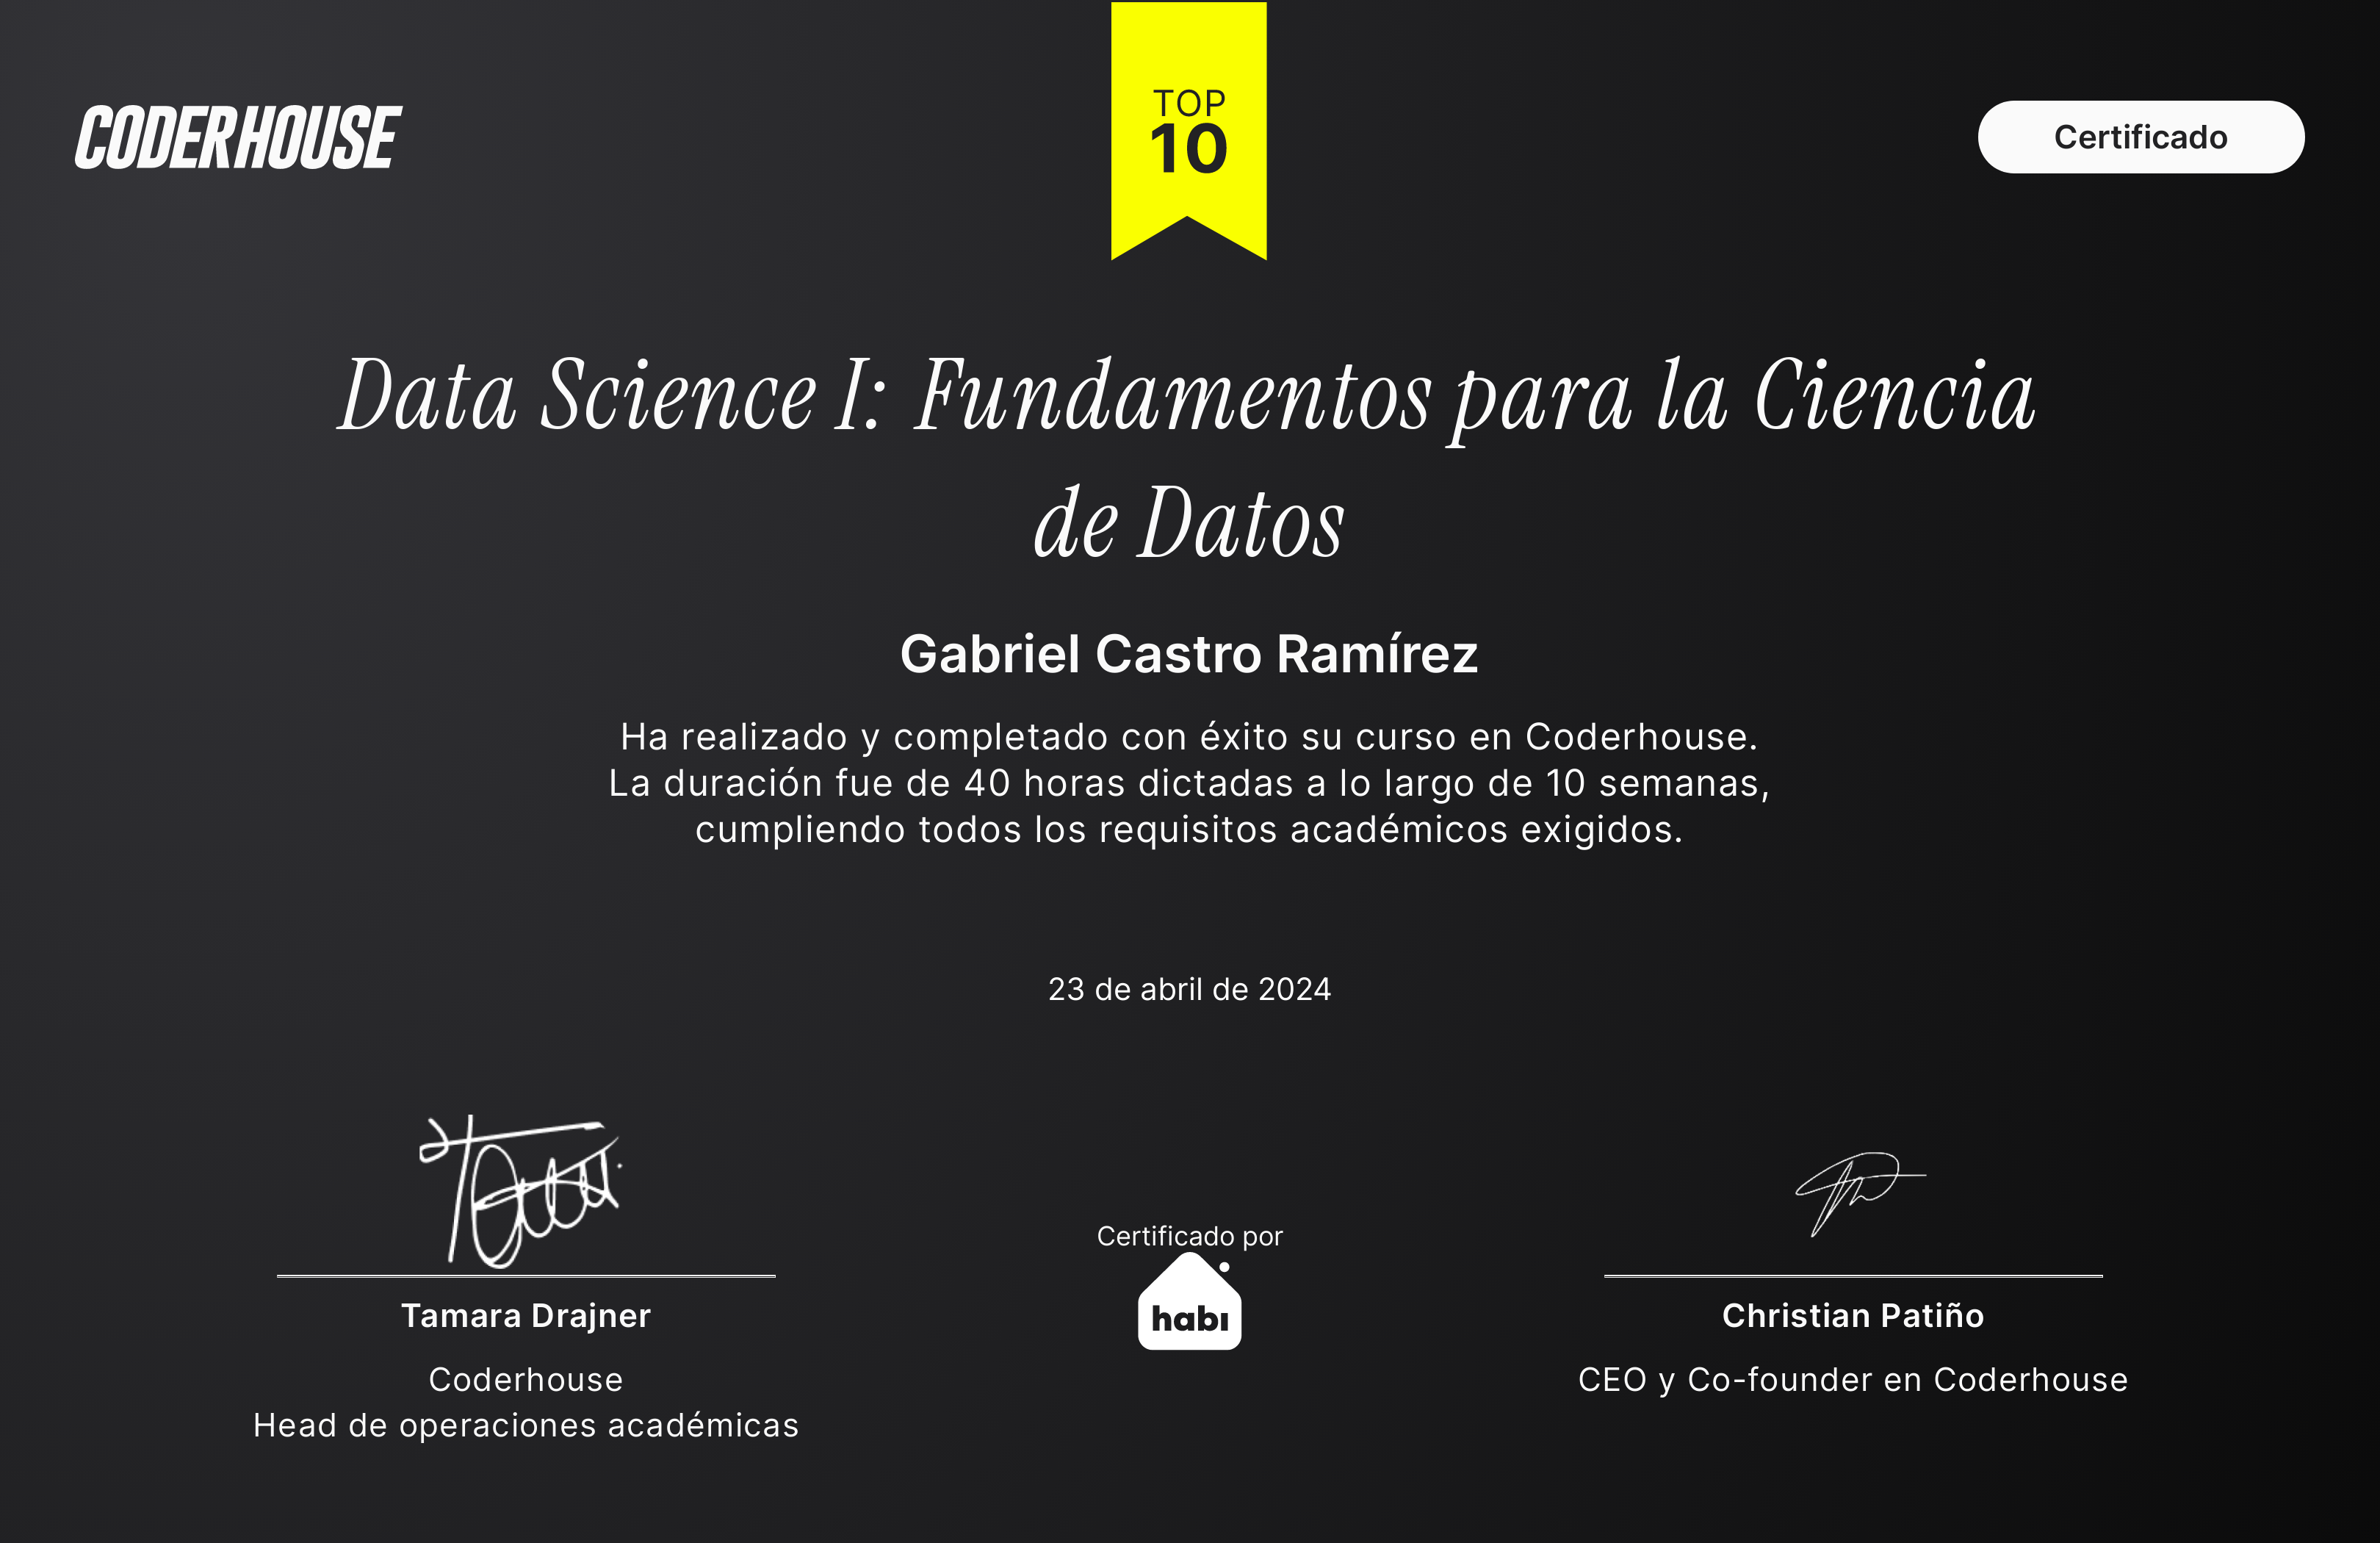 CODERHOUSE
TOP
10
Certificado
Data Science I: Fundamentos para la Ciencia
de Datos
Gabriel Castro Ramírez
Ha realizado y completado con éxito su curso en Coderhouse.
La duración fue de 40 horas dictadas a lo largo de 10 semanas,
cumpliendo todos los requisitos académicos exigidos.
23 de abril de 2024
Tamara Drajner
Coderhouse
Head de operaciones académicas
Certificado por
habi
Christian Patiño
CEO y Co-founder en Coderhouse